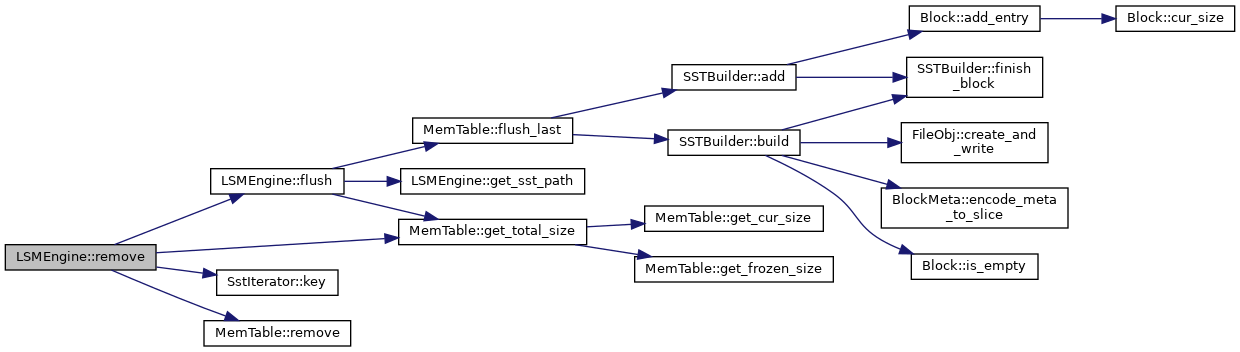 LSMEngine::remove
LSMEngine::flush
MemTable::flush_last
SSTBuilder::add
Block::add_entry
Block::cur_size
SSTBuilder::finish
_block
SSTBuilder::build
FileObj::create_and
_write
BlockMeta::encode_meta
_to_slice
Block::is_empty
LSMEngine::get_sst_path
MemTable::get_total_size
MemTable::get_cur_size
MemTable::get_frozen_size
SstIterator::key
MemTable::remove